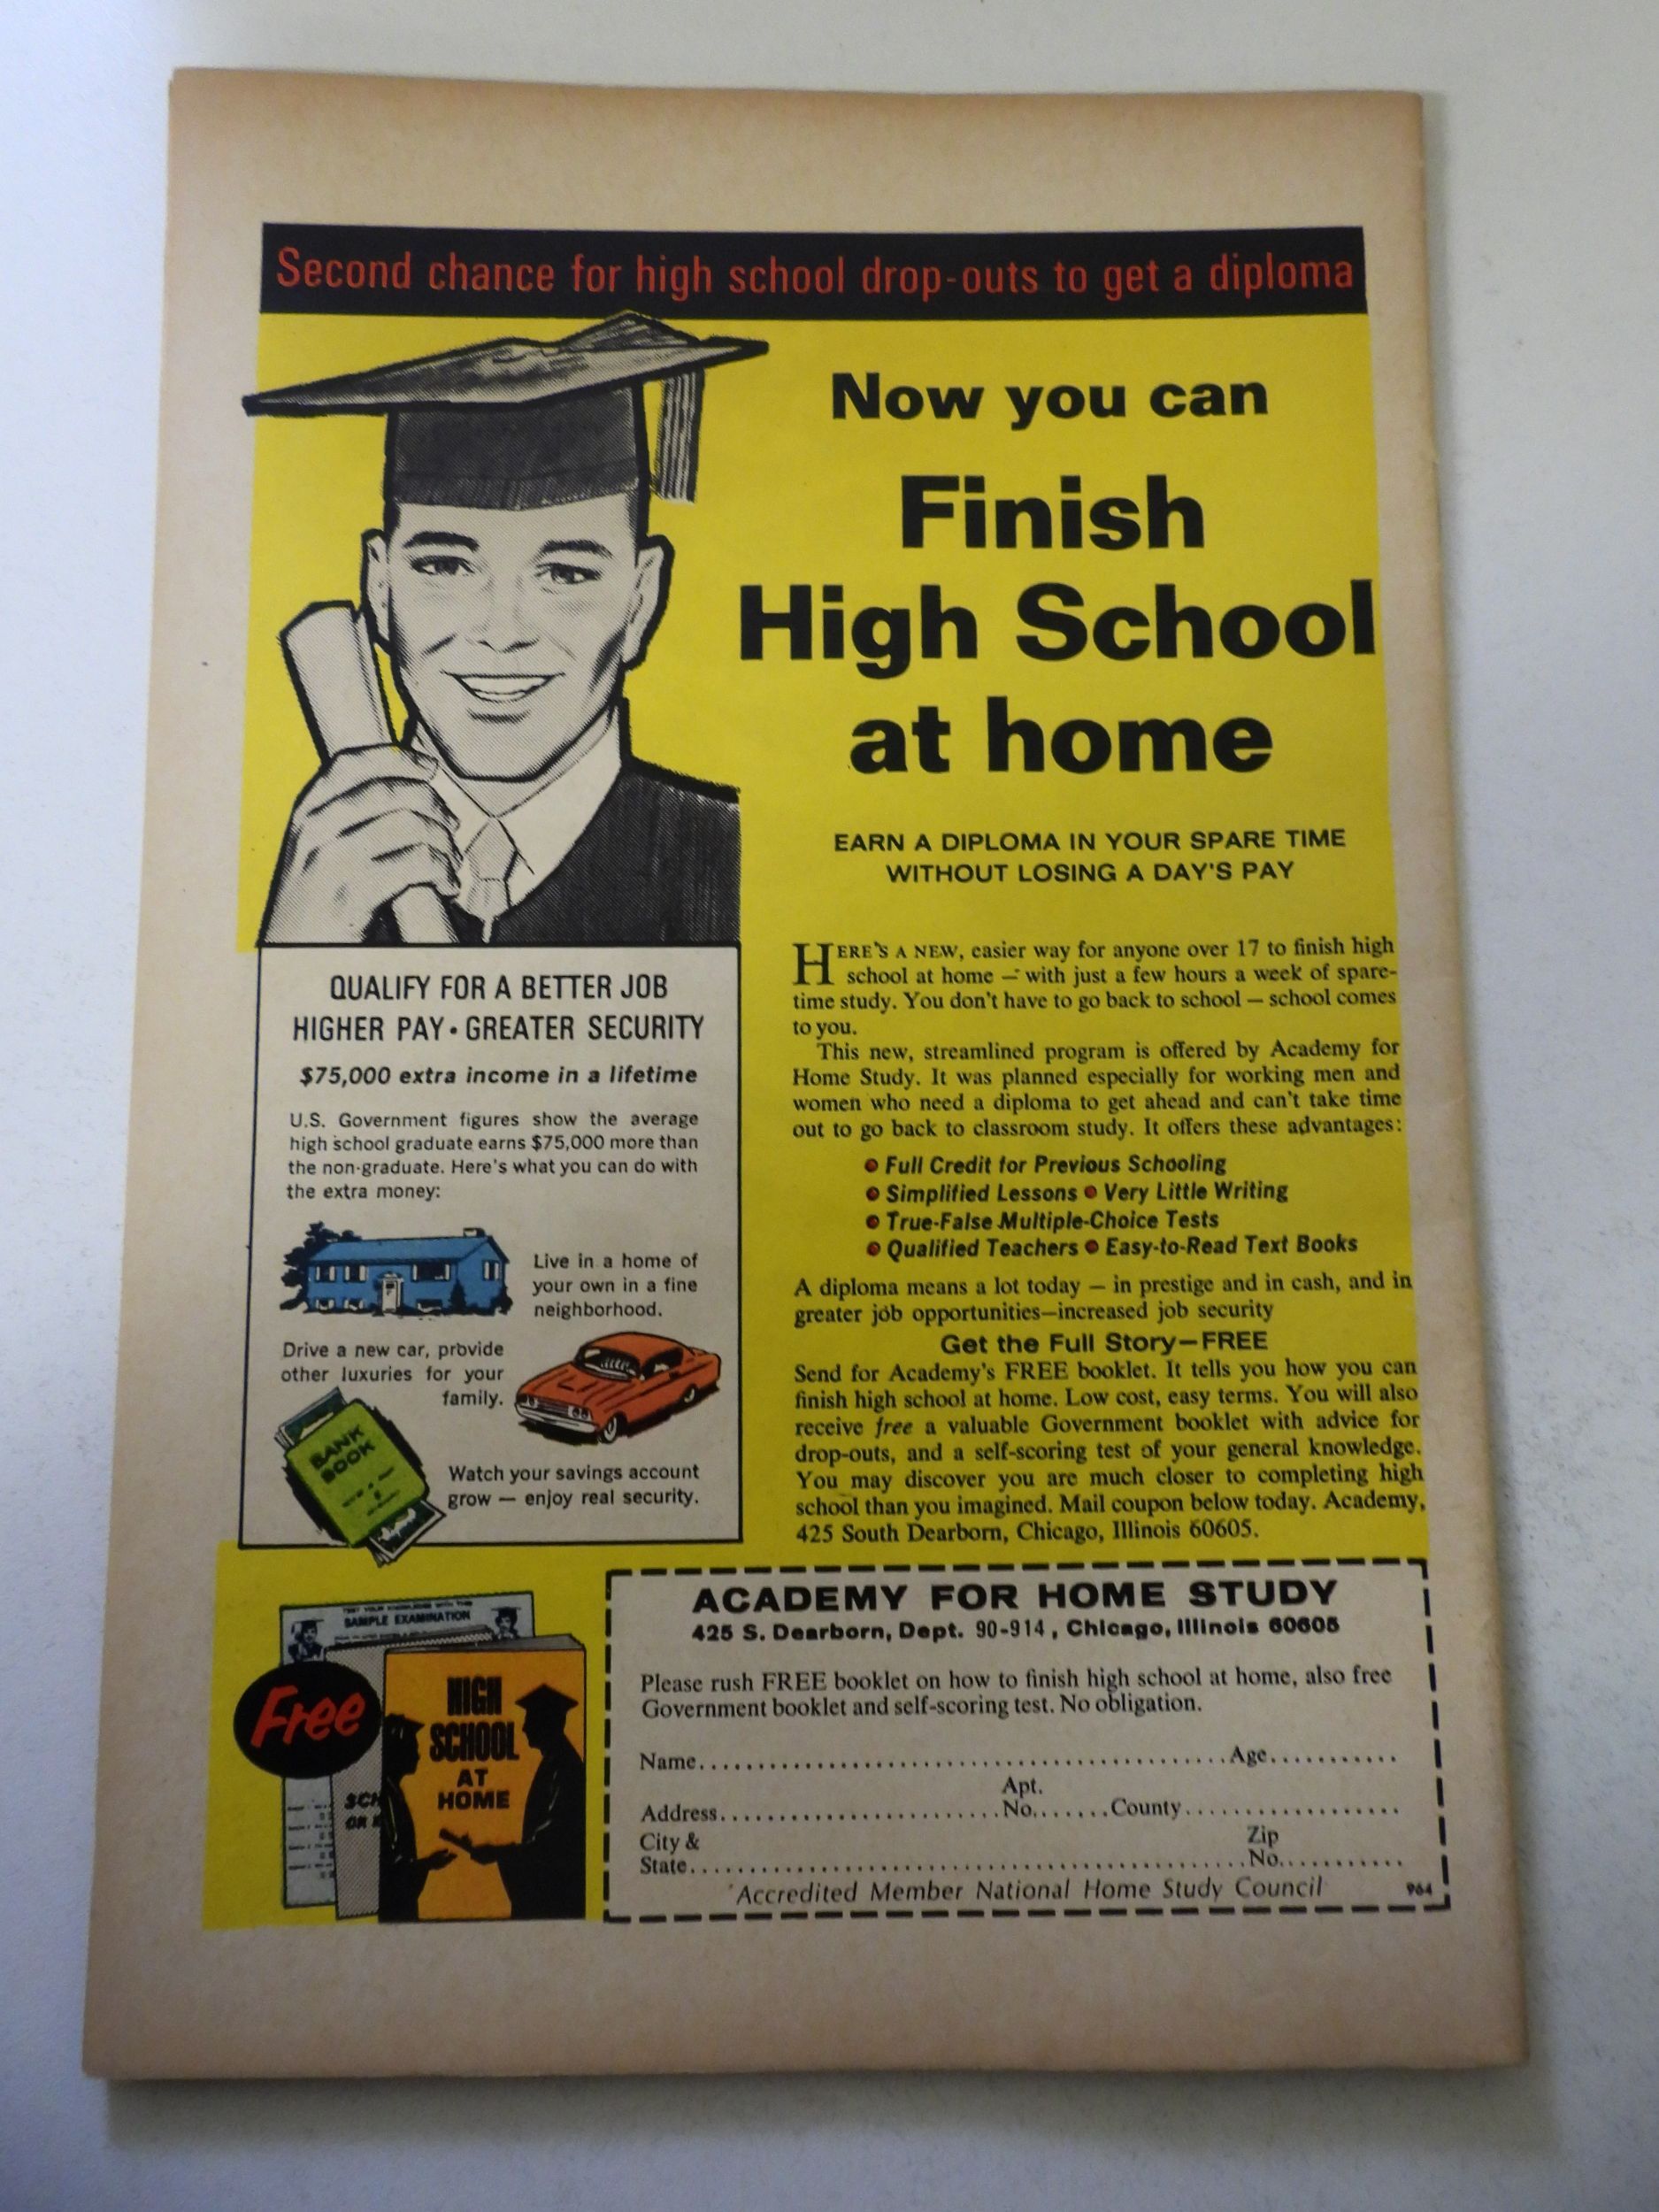 Second chance for high school drop-outs to get a diploma
Now you can
Finish
High School
at home
EARN A DIPLOMA IN YOUR SPARE TIME
WITHOUT LOSING A DAY'S PAY
HERE'S A NEW, easier way for anyone over 17 to finish high
school at home — with just a few hours a week of spare-
time study. You don't have to go back to school — school comes
to you.
This new, streamlined program is offered by Academy for
Home Study. It was planned especially for working men and
women who need a diploma to get ahead and can't take time
out to go back to classroom study. It offers these advantages:
• Full Credit for Previous Schooling
• Simplified Lessons • Very Little Writing
• True-False Multiple-Choice Tests
• Qualified Teachers • Easy-to-Read Text Books
A diploma means a lot today — in prestige and in cash, and in
greater job opportunities—increased job security
Get the Full Story—FREE
Send for Academy's FREE booklet. It tells you how you can
finish high school at home. Low cost, easy terms. You will also
receive free a valuable Government booklet with advice for
drop-outs, and a self-scoring test of your general knowledge.
You may discover you are much closer to completing high
school than you imagined. Mail coupon below today. Academy,
425 South Dearborn, Chicago, Illinois 60605.
QUALIFY FOR A BETTER JOB
HIGHER PAY • GREATER SECURITY
$75,000 extra income in a lifetime
U.S. Government figures show the average
high school graduate earns $75,000 more than
the non-graduate. Here's what you can do with
the extra money:
Live in a home of
your own in a fine
neighborhood.
Drive a new car, provide
other luxuries for your
family.
BANK
BOOK
Watch your savings account
grow — enjoy real security.
TEST YOUR KNOWLEDGE WITH THIS
SAMPLE EXAMINATION
Free
HIGH
SCHOOL
AT
HOME
SCH
OR
ACADEMY FOR HOME STUDY
425 S. Dearborn, Dept. 90-914, Chicago, Illinois 60605
Please rush FREE booklet on how to finish high school at home, also free
Government booklet and self-scoring test. No obligation.
Name Age
Apt.
Address No. County
City & Zip
State No.
Accredited Member National Home Study Council 964